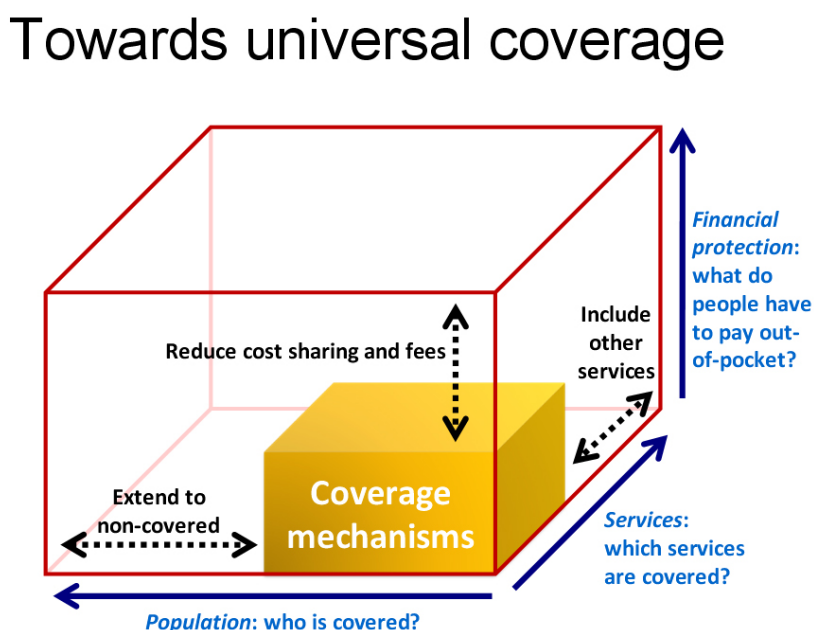 Towards universal coverage
Financial
protection:
what do
people have
to pay out-
of-pocket?
Include
other
services
Reduce cost sharing and fees
Coverage
mechanisms
Extend to
non-covered
Services:
which services
are covered?
Population: who is covered?